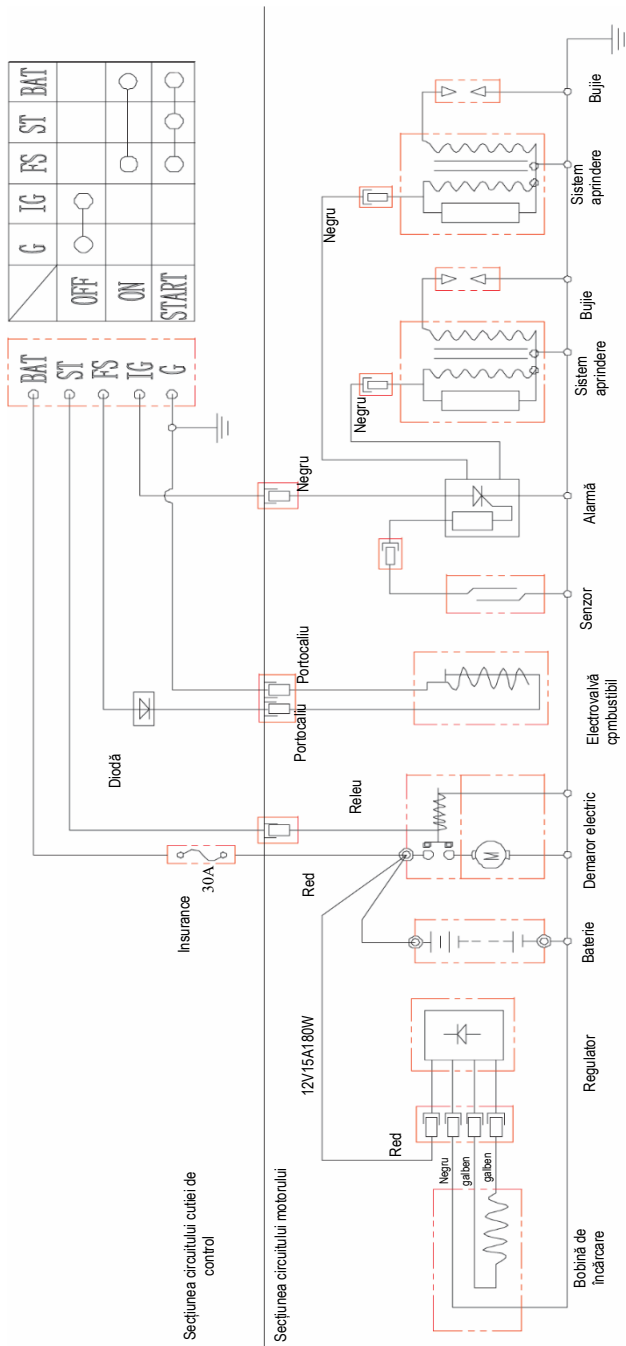 Secțiunea circuitului cutiei de
control
Insurance
30A
Diodă
BAT
ST
FS
IG
G
G IG FS ST BAT
OFF
ON
START
Secțiunea circuitului motorului
12V15A180W
Red
Red
Negru
galben
galben
Releu
Portocaliu
Portocaliu
Negru
Negru
Negru
M
Bobină de
încărcare
Regulator
Baterie
Demaror electric
Electrovalvă
cpmbustibil
Senzor
Alarmă
Sistem
aprindere
Bujie
Sistem
aprindere
Bujie